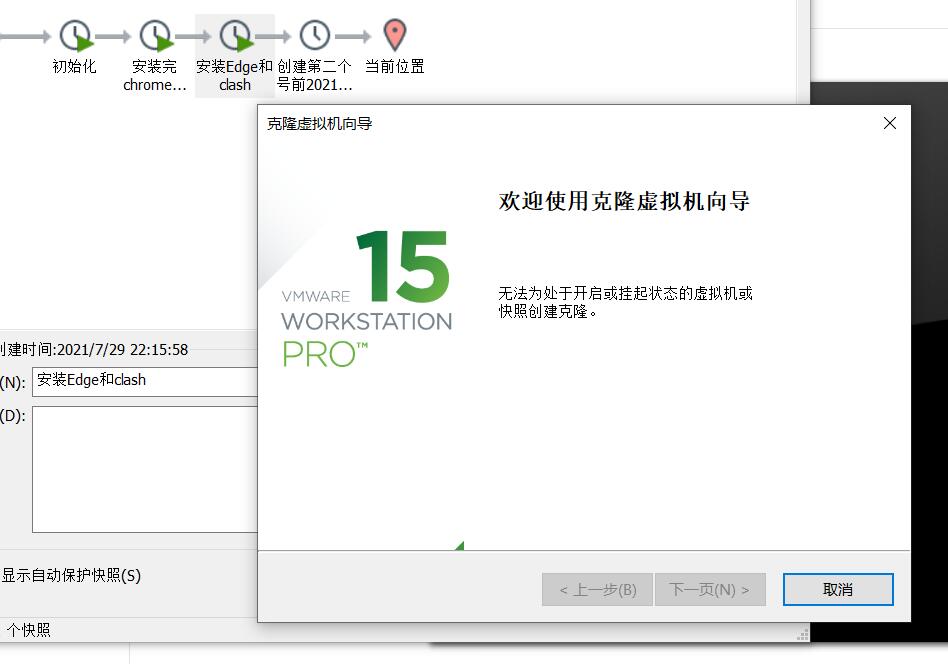 初始化
安装完
chrome...
安装Edge和
clash
创建第二个
号前2021...
当前位置
克隆虚拟机向导
欢迎使用克隆虚拟机向导
15
VMWARE
WORKSTATION
PRO™
无法为处于开启或挂起状态的虚拟机或
快照创建克隆。
创建时间:2021/7/29 22:15:58
(N):
安装Edge和clash
(D):
显示自动保护快照(S)
个快照
< 上一步(B)
下一页(N) >
取消